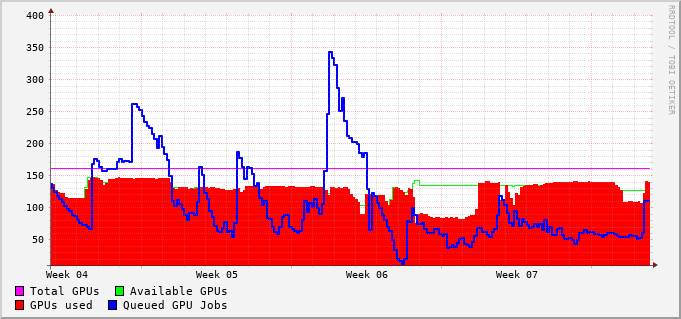 400
350
300
250
200
150
100
50
Week 04 Week 05 Week 06 Week 07
Total GPUs Available GPUs
GPUs used Queued GPU Jobs
RRDTOOL / TOBI OETIKER